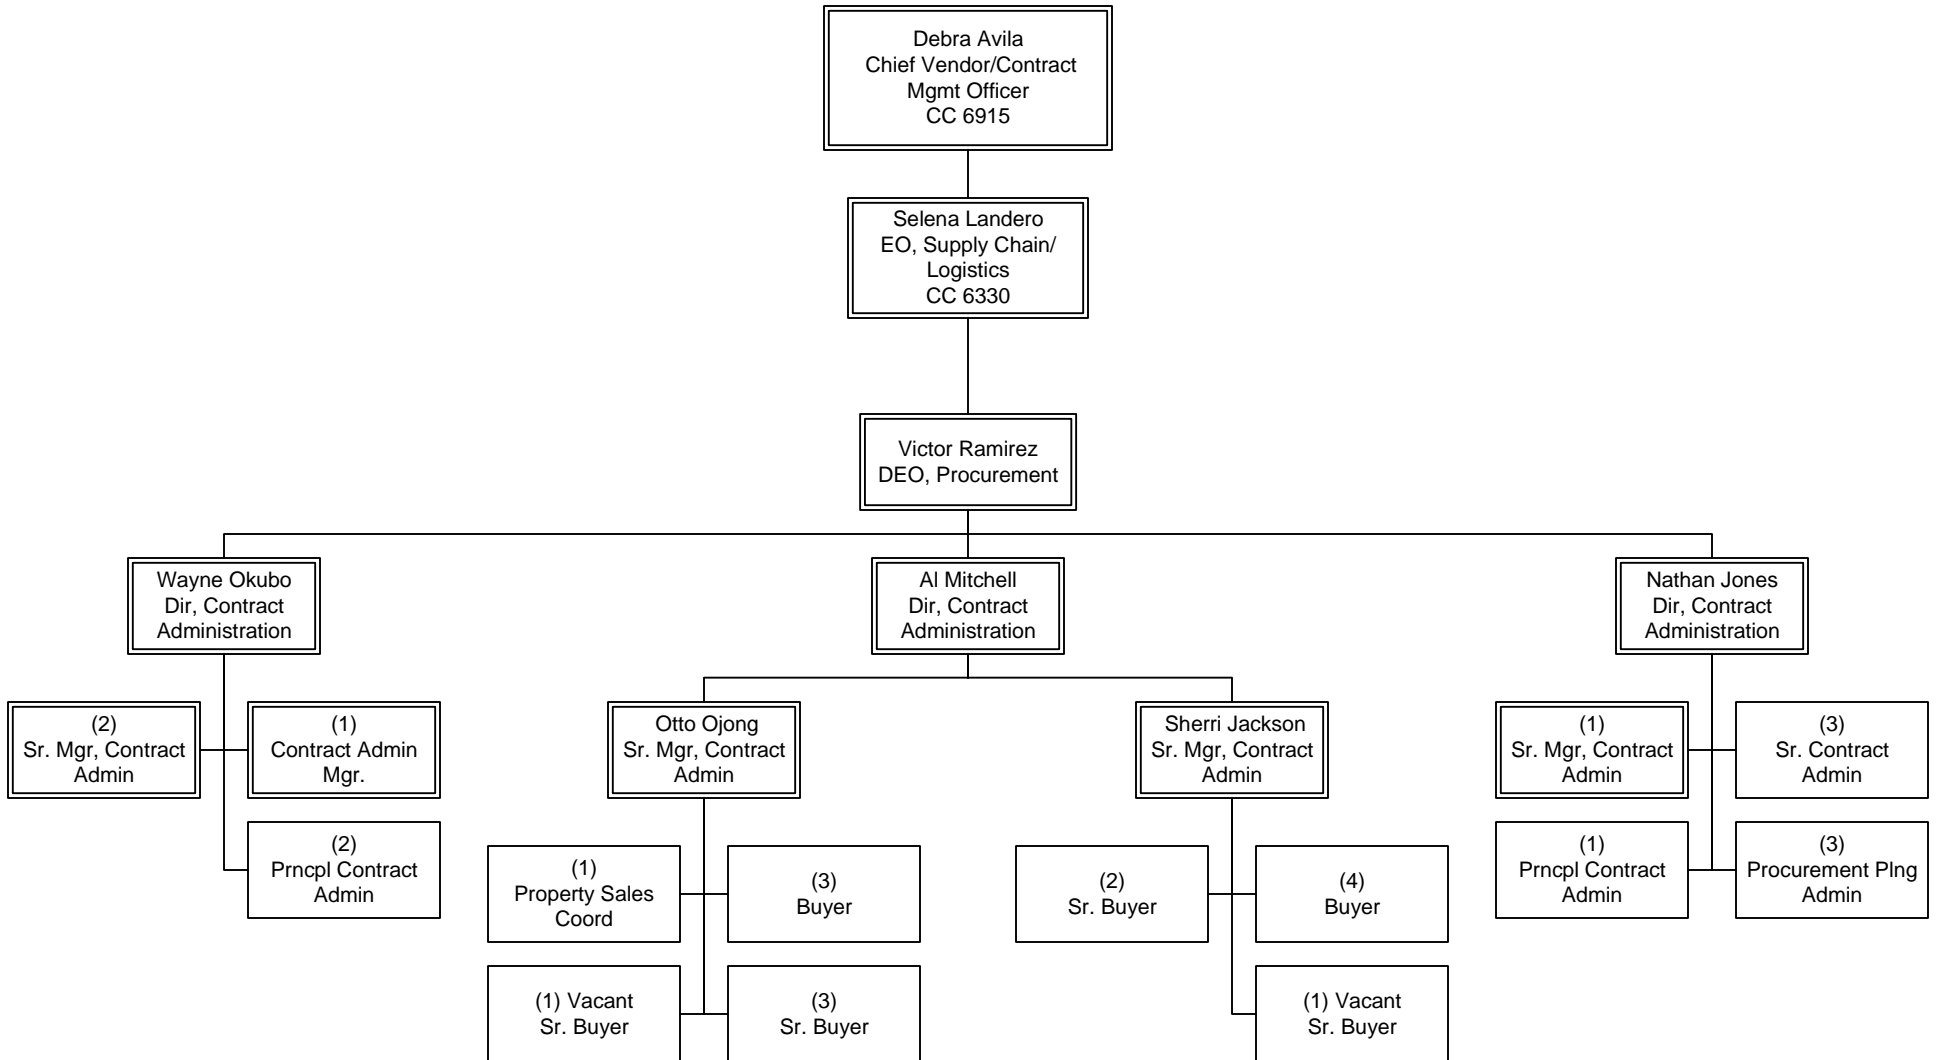 Debra Avila
Chief Vendor/Contract
Mgmt Officer
CC 6915
Selena Landero
EO, Supply Chain/
Logistics
CC 6330
Victor Ramirez
DEO, Procurement
Wayne Okubo
Dir, Contract
Administration
Al Mitchell
Dir, Contract
Administration
Nathan Jones
Dir, Contract
Administration
(2)
Sr. Mgr, Contract
Admin
(1)
Contract Admin
Mgr.
(2)
Prncpl Contract
Admin
Otto Ojong
Sr. Mgr, Contract
Admin
(1)
Property Sales
Coord
(3)
Buyer
(1) Vacant
Sr. Buyer
(3)
Sr. Buyer
Sherri Jackson
Sr. Mgr, Contract
Admin
(2)
Sr. Buyer
(4)
Buyer
(1) Vacant
Sr. Buyer
(1)
Sr. Mgr, Contract
Admin
(3)
Sr. Contract
Admin
(1)
Prncpl Contract
Admin
(3)
Procurement Plng
Admin